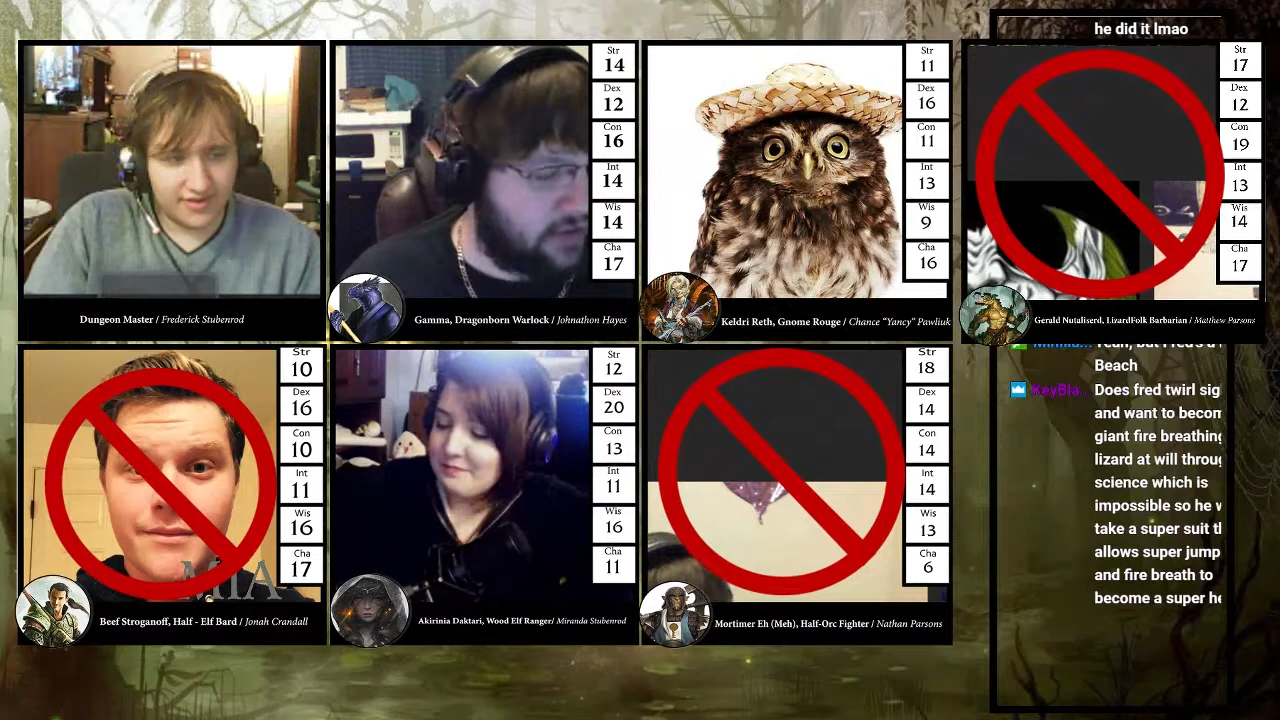 he did it lmao
Str
14
Dex
12
Con
16
Int
14
Wis
14
Cha
17
Str
11
Dex
16
Con
11
Int
13
Wis
9
Cha
16
Str
17
Dex
12
Con
19
Int
13
Wis
14
Cha
17
Dungeon Master / Frederick Stubenrod
Gamma, Dragonborn Warlock / Johnathon Hayes
Keldri Reth, Gnome Rouge / Chance "Yancy" Pawliuk
Gerald Nutaliserd, LizardFolk Barbarian / Matthew Parsons
Str
10
Dex
16
Con
10
Int
11
Wis
16
Cha
17
MIA
Str
12
Dex
20
Con
13
Int
11
Wis
16
Cha
11
Str
18
Dex
14
Con
14
Int
14
Wis
13
Cha
6
Beef Stroganoff, Half - Elf Bard / Jonah Crandall
Akirinia Daktari, Wood Elf Ranger/ Miranda Stubenrod
Mortimer Eh (Meh), Half-Orc Fighter / Nathan Parsons
Yeah, but Fred's a
Beach
KeyBla... Does fred twirl sig
and want to becom
giant fire breathing
lizard at will throug
science which is
impossible so he
take a super suit th
allows super jump
and fire breath to
become a super he